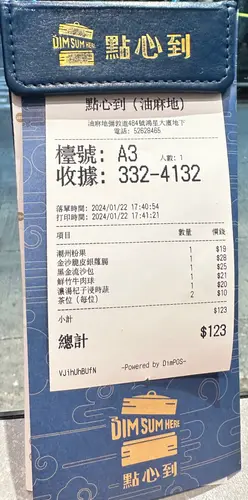 DIM SUM HERE
點心到
點心到 (油麻地)
油麻地彌敦道484號鴻星大廈地下
電話: 52628465
檯號: A3 人數: 1
收據: 332-4132
落單時間: 2024/01/22 17:40:54
打印時間: 2024/01/22 17:41:21
項目 數量 價錢
潮州粉果 1 $19
金沙脆皮蝦腸 1 $28
黑金流沙包 1 $25
鮮竹牛肉球 1 $21
濃湯杞子浸時蔬 1 $20
茶位 (每位) 2 $10
小計 $123
總計 $123
-Powered by DimPOS-
VJihUhBUfN
DIM SUM HERE
點心到